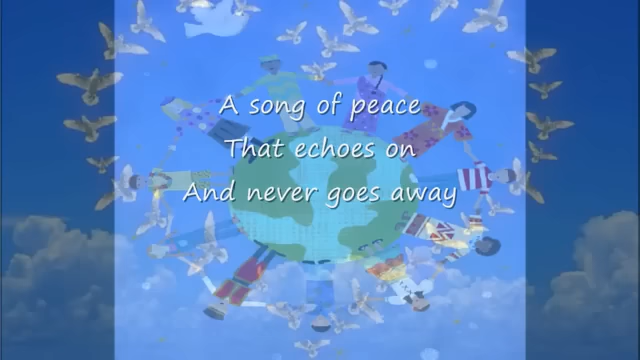 A song of peace
That echoes on
And never goes away